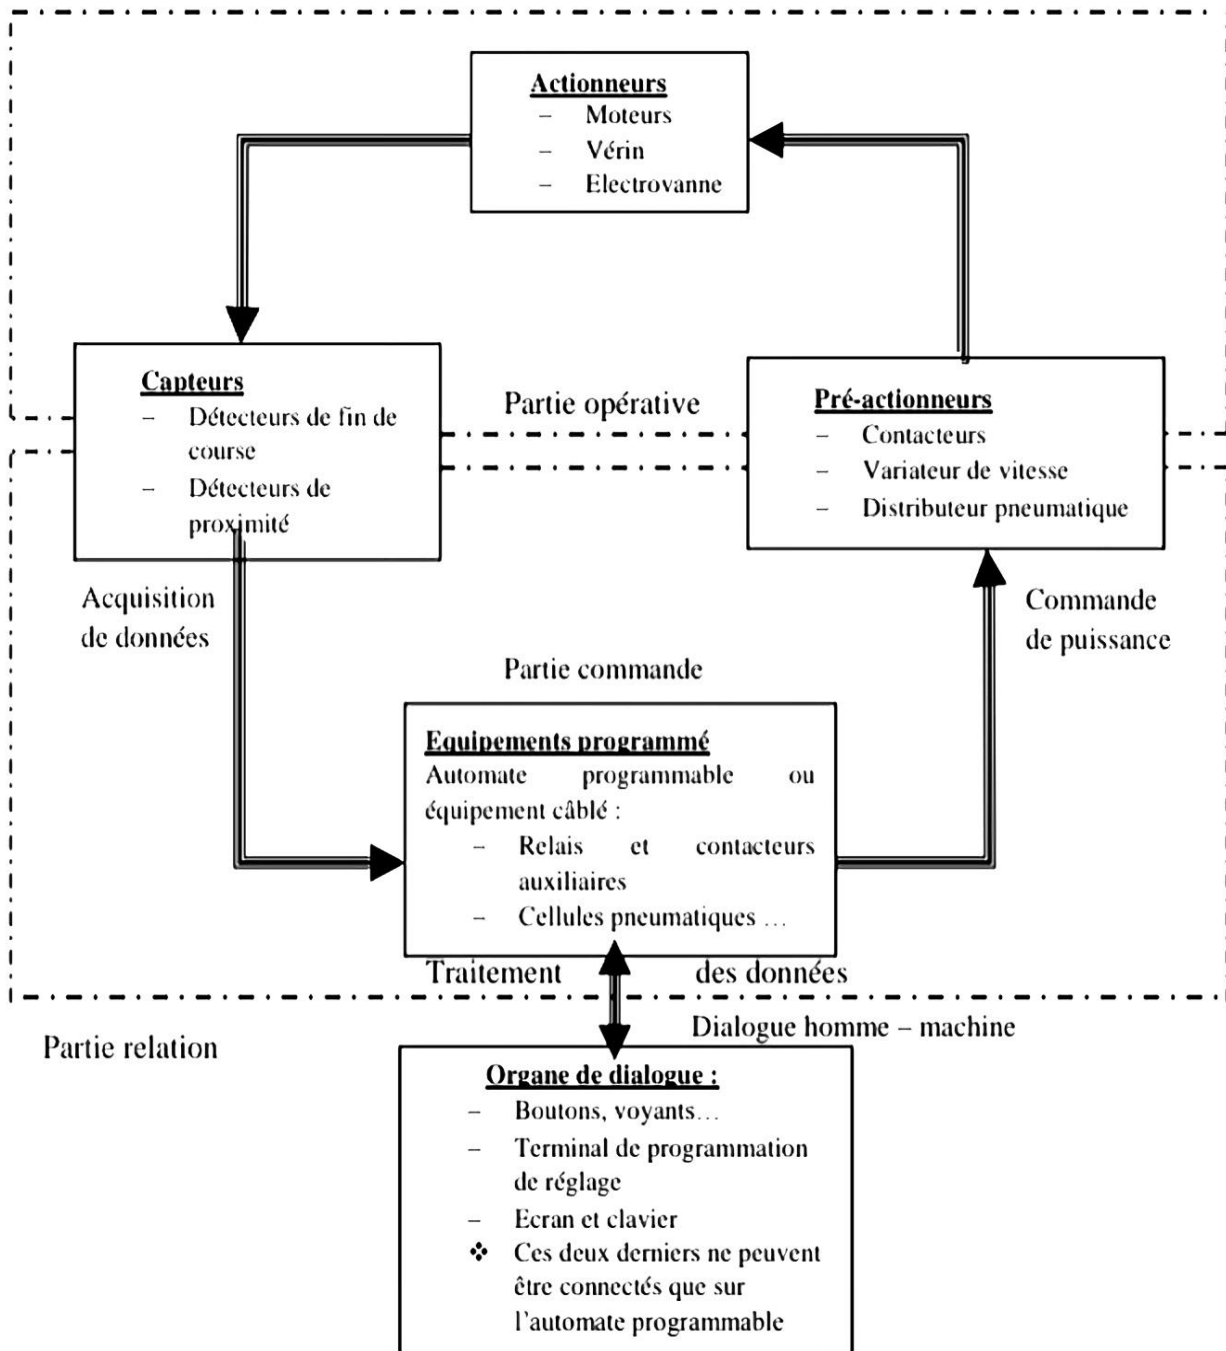 Actionneurs
– Moteurs
– Vérin
– Electrovanne
Capteurs
– Détecteurs de fin de
course
– Détecteurs de
proximité
Partie opérative
Pré-actionneurs
– Contacteurs
– Variateur de vitesse
– Distributeur pneumatique
Acquisition
de données
Commande
de puissance
Partie commande
Equipements programmé
Automate programmable ou
équipement câblé :
– Relais et contacteurs
auxiliaires
– Cellules pneumatiques …
Traitement des données
Dialogue homme – machine
Partie relation
Organe de dialogue :
– Boutons, voyants…
– Terminal de programmation
de réglage
– Ecran et clavier
❖ Ces deux derniers ne peuvent
être connectés que sur
l'automate programmable